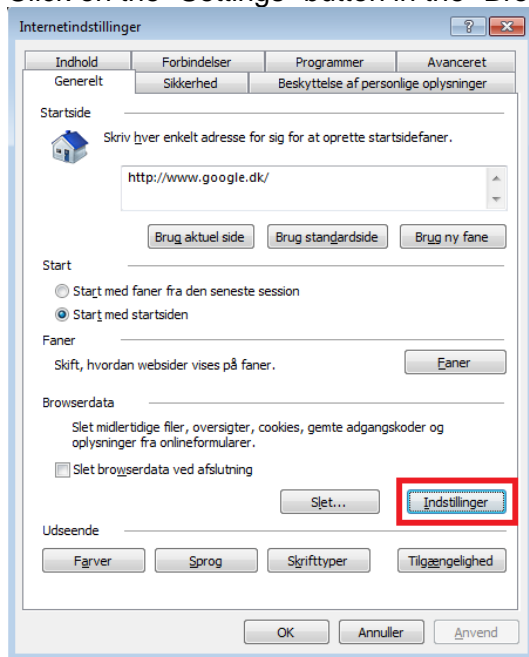 Click on the "Settings" button in the "Bro
Internetindstillinger
Indhold Forbindelser Programmer Avanceret
Generelt Sikkerhed Beskyttelse af personlige oplysninger
Startside
Skriv hver enkelt adresse for sig for at oprette startsidefaner.
http://www.google.dk/
Brug aktuel side Brug standardside Brug ny fane
Start
Start med faner fra den seneste session
Start med startsiden
Faner
Skift, hvordan websider vises på faner.
Faner
Browserdata
Slet midlertidige filer, oversigter, cookies, gemte adgangskoder og
oplysninger fra onlineformularer.
Slet browserdata ved afslutning
Slet... Indstillinger
Udseende
Farver Sprog Skrifttyper Tilgængelighed
OK Annuller Anvend